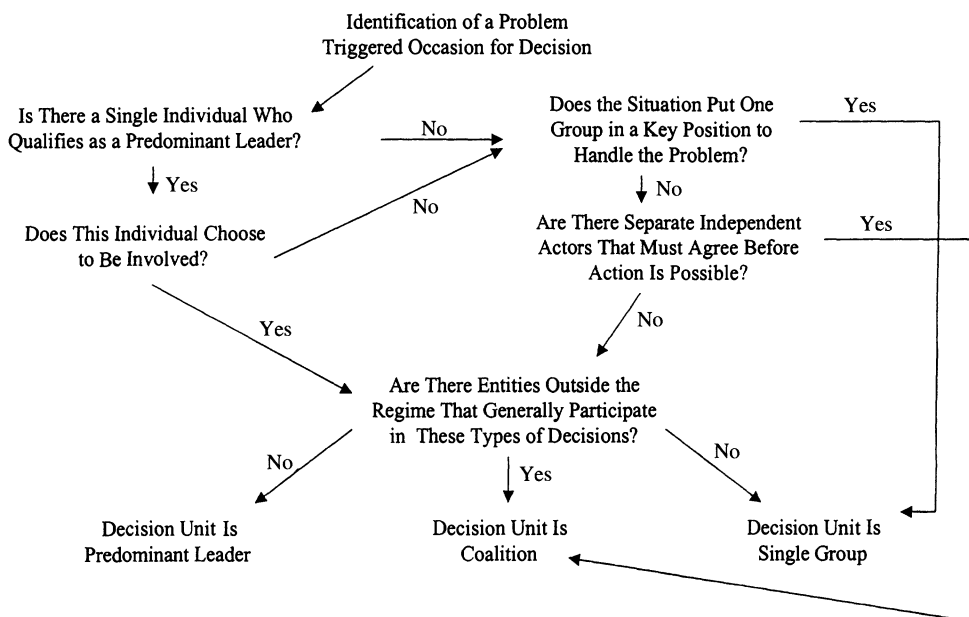 Identification of a Problem
Triggered Occasion for Decision
Is There a Single Individual Who
Qualifies as a Predominant Leader?
No
Does the Situation Put One
Group in a Key Position to
Handle the Problem?
Yes
Yes
No
No
Does This Individual Choose
to Be Involved?
Are There Separate Independent
Actors That Must Agree Before
Action Is Possible?
Yes
Yes
No
Are There Entities Outside the
Regime That Generally Participate
in These Types of Decisions?
No
Yes
No
Decision Unit Is
Predominant Leader
Decision Unit Is
Coalition
Decision Unit Is
Single Group